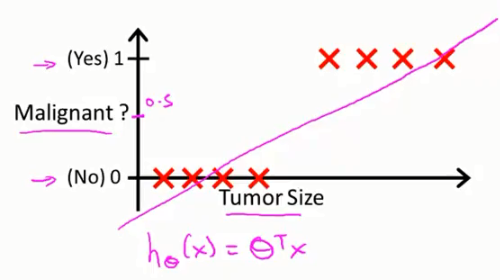 (Yes) 1
0.5
Malignant ?
(No) 0
Tumor Size
hθ(x) = θᵀx